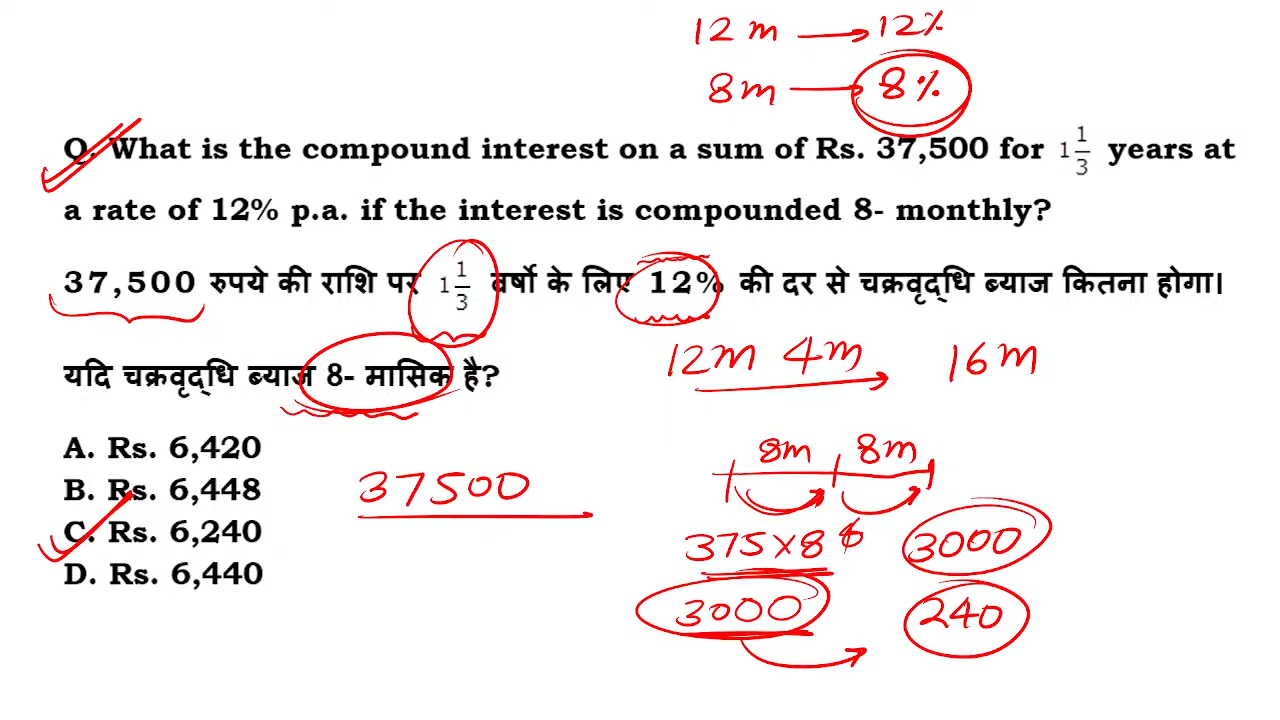 12 m → 12%
8m → 8%
Q. What is the compound interest on a sum of Rs. 37,500 for 1 1/3 years at
a rate of 12% p.a. if the interest is compounded 8- monthly?
37,500 रुपये की राशि पर 1 1/3 वर्षो के लिए 12% की दर से चक्रवृद्धि ब्याज कितना होगा।
12m 4m → 16m
यदि चक्रवृद्धि ब्याज 8- मासिक है?
A. Rs. 6,420
8m 8m
B. Rs. 6,448
37500
C. Rs. 6,240
375×8 3000
D. Rs. 6,440
3000 → 240